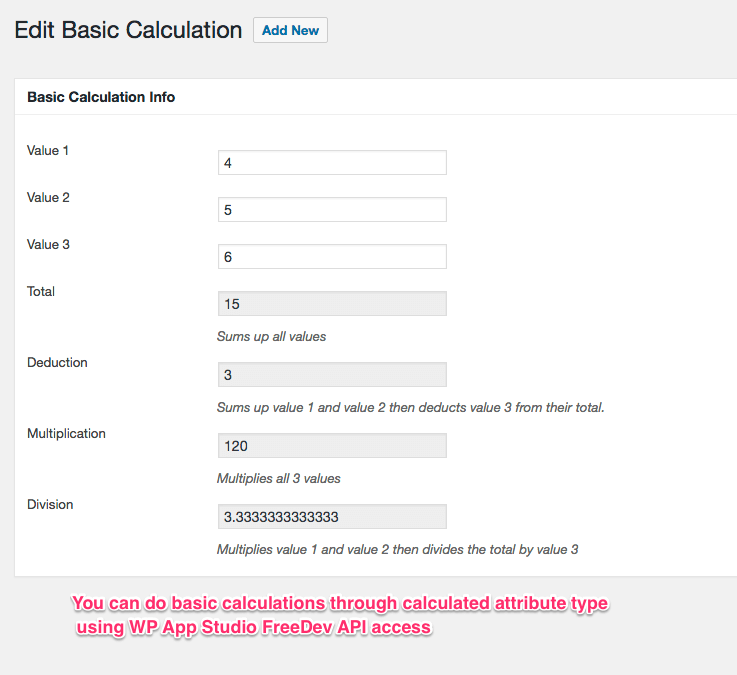 Edit Basic Calculation Add New
Basic Calculation Info
Value 1
4
Value 2
5
Value 3
6
Total
15
Sums up all values
Deduction
3
Sums up value 1 and value 2 then deducts value 3 from their total.
Multiplication
120
Multiplies all 3 values
Division
3.3333333333333
Multiplies value 1 and value 2 then divides the total by value 3
You can do basic calculations through calculated attribute type
using WP App Studio FreeDev API access